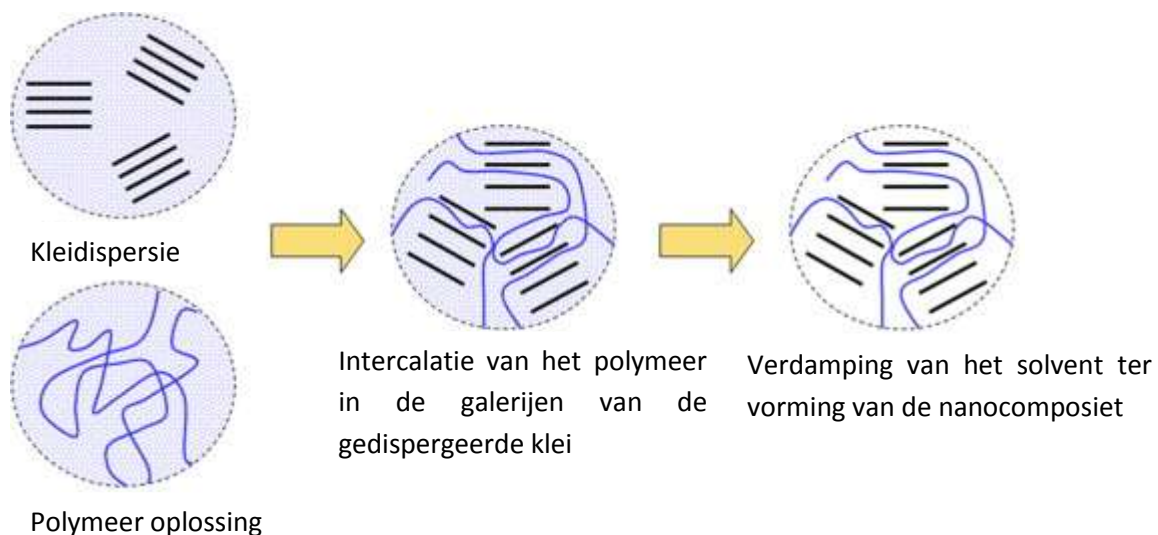 Kleidispersie
Polymeer oplossing
Intercalatie van het polymeer
in de galerijen van de
gedispergeerde klei
Verdamping van het solvent ter
vorming van de nanocomposiet